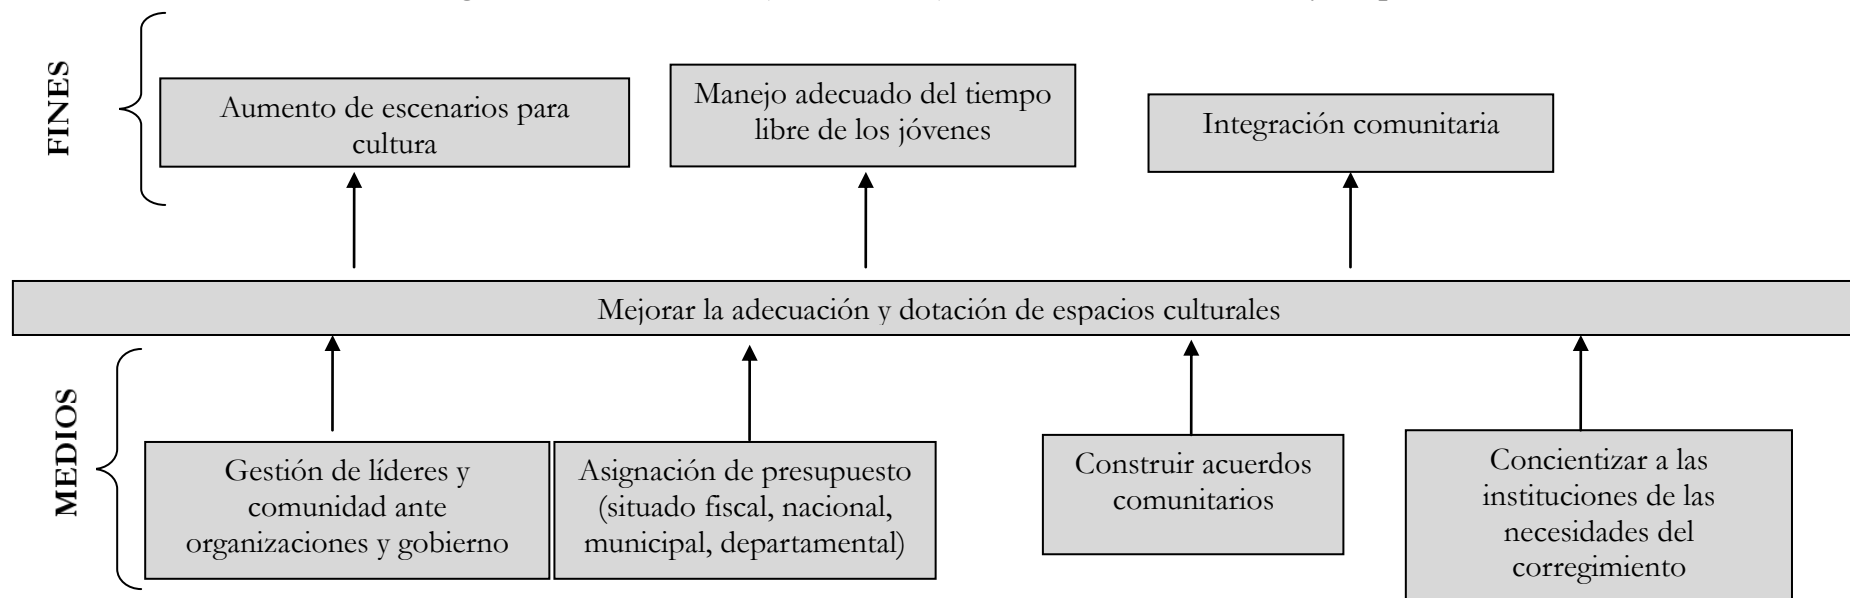 FINES
Aumento de escenarios para
cultura
Manejo adecuado del tiempo
libre de los jóvenes
Integración comunitaria
Mejorar la adecuación y dotación de espacios culturales
MEDIOS
Gestión de líderes y
comunidad ante
organizaciones y gobierno
Asignación de presupuesto
(situado fiscal, nacional,
municipal, departamental)
Construir acuerdos
comunitarios
Concientizar a las
instituciones de las
necesidades del
corregimiento